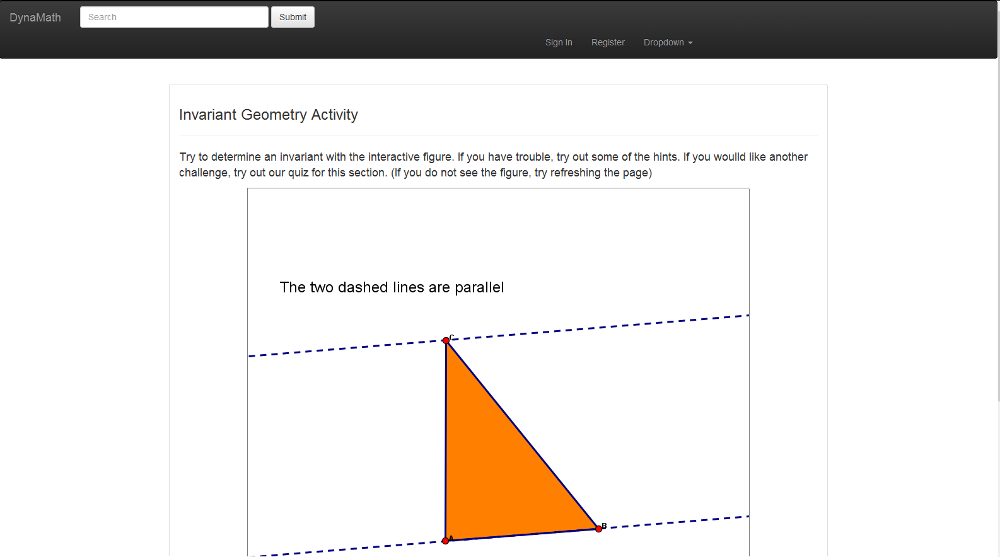 DynaMath Search Submit
Sign In Register Dropdown
Invariant Geometry Activity
Try to determine an invariant with the interactive figure. If you have trouble, try out some of the hints. If you woulld like another
challenge, try out our quiz for this section. (If you do not see the figure, try refreshing the page)
The two dashed lines are parallel
C
B
A